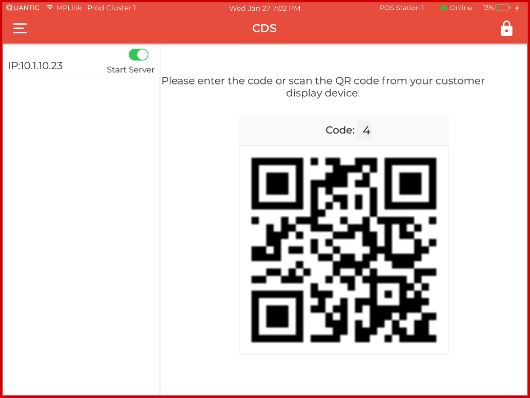 QUANTIC MPLink Prod Cluster 1 Wed Jan 27 7:02 PM POS Station 1 Online 13%
CDS
IP:10.1.10.23
Start Server
Please enter the code or scan the QR code from your customer
display device.
Code: 4